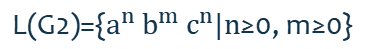 L(G2)={aⁿ bᵐ cⁿ|n≥0, m≥0}